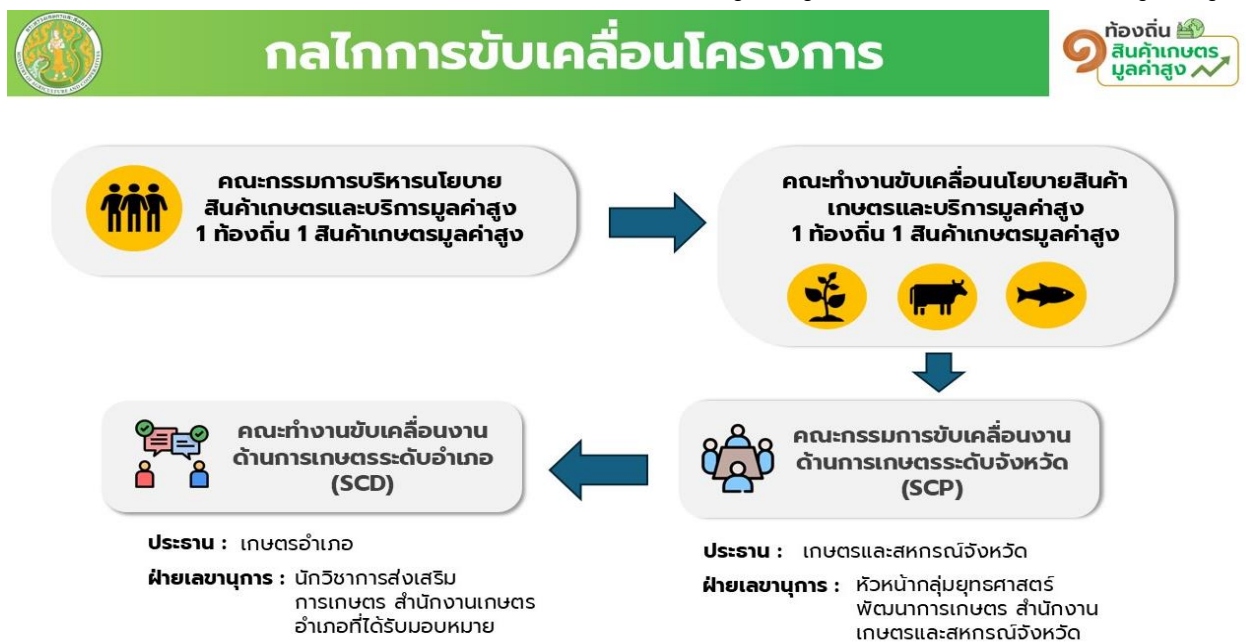 กลไกการขับเคลื่อนโครงการ
๑ ท้องถิ่น
สินค้าเกษตร
มูลค่าสูง
คณะกรรมการบริหารนโยบาย
สินค้าเกษตรและบริการมูลค่าสูง
1 ท้องถิ่น 1 สินค้าเกษตรมูลค่าสูง
คณะทำงานขับเคลื่อนนโยบายสินค้า
เกษตรและบริการมูลค่าสูง
1 ท้องถิ่น 1 สินค้าเกษตรมูลค่าสูง
คณะทำงานขับเคลื่อนงาน
ด้านการเกษตรระดับอำเภอ
(SCD)
คณะกรรมการขับเคลื่อนงาน
ด้านการเกษตรระดับจังหวัด
(SCP)
ประธาน : เกษตรอำเภอ
ฝ่ายเลขานุการ : นักวิชาการส่งเสริม
การเกษตร สำนักงานเกษตร
อำเภอที่ได้รับมอบหมาย
ประธาน : เกษตรและสหกรณ์จังหวัด
ฝ่ายเลขานุการ : หัวหน้ากลุ่มยุทธศาสตร์
พัฒนาการเกษตร สำนักงาน
เกษตรและสหกรณ์จังหวัด